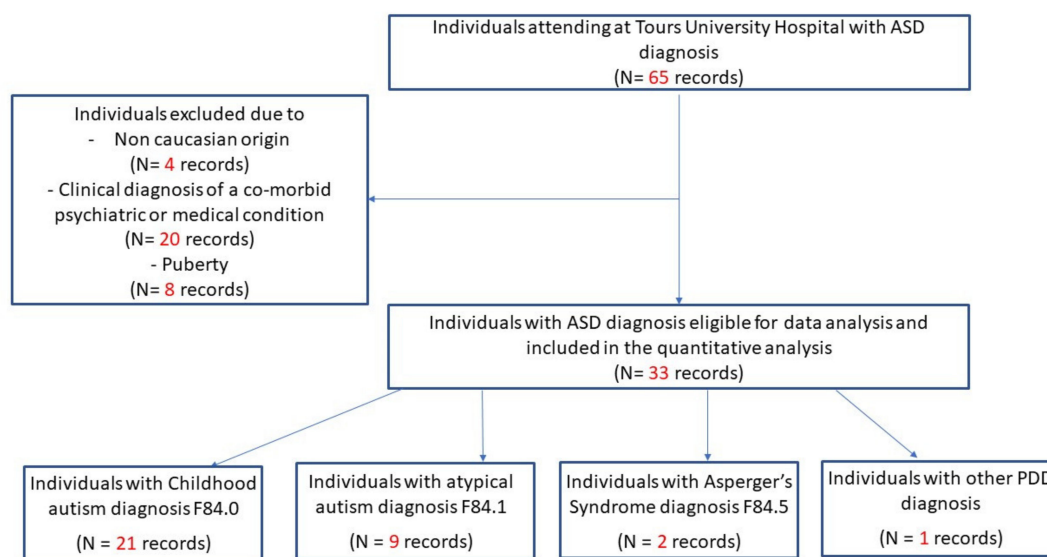 Individuals attending at Tours University Hospital with ASD
diagnosis
(N= 65 records)
Individuals excluded due to
- Non caucasian origin
(N= 4 records)
- Clinical diagnosis of a co-morbid
psychiatric or medical condition
(N= 20 records)
- Puberty
(N= 8 records)
Individuals with ASD diagnosis eligible for data analysis and
included in the quantitative analysis
(N= 33 records)
Individuals with Childhood
autism diagnosis F84.0
(N = 21 records)
Individuals with atypical
autism diagnosis F84.1
(N = 9 records)
Individuals with Asperger's
Syndrome diagnosis F84.5
(N = 2 records)
Individuals with other PDD
diagnosis
(N = 1 records)